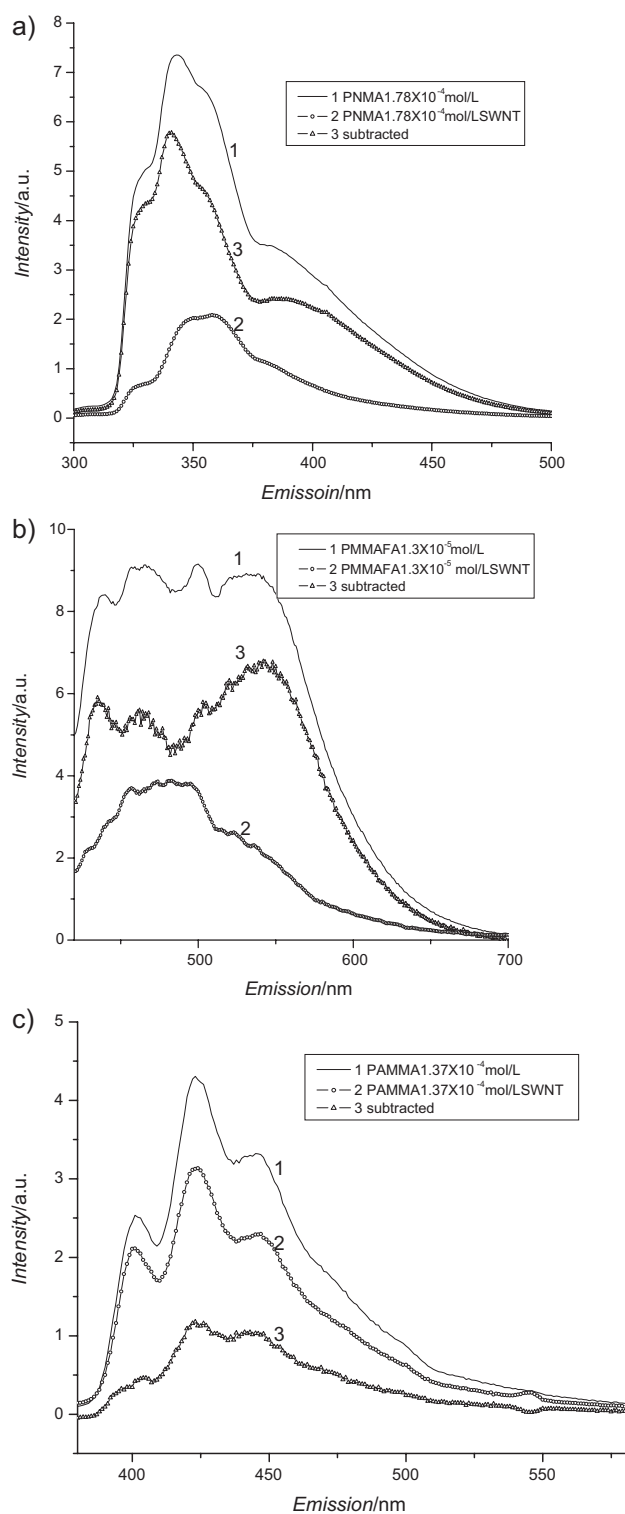 a)
8
7
6
5
4
3
2
1
0
Intensity/a.u.
1 PNMA1.78X10⁻⁴mol/L
2 PNMA1.78X10⁻⁴mol/LSWNT
3 subtracted
1
3
2
300 350 400 450 500
Emissoin/nm
b)
10
8
6
4
2
0
Intensity/a.u.
1 PMMAFA1.3X10⁻⁵mol/L
2 PMMAFA1.3X10⁻⁵ mol/LSWNT
3 subtracted
1
3
2
500 600 700
Emission/nm
c)
5
4
3
2
1
0
Intensity/a.u.
1 PAMMA1.37X10⁻⁴mol/L
2 PAMMA1.37X10⁻⁴mol/LSWNT
3 subtracted
1
2
3
400 450 500 550
Emission/nm